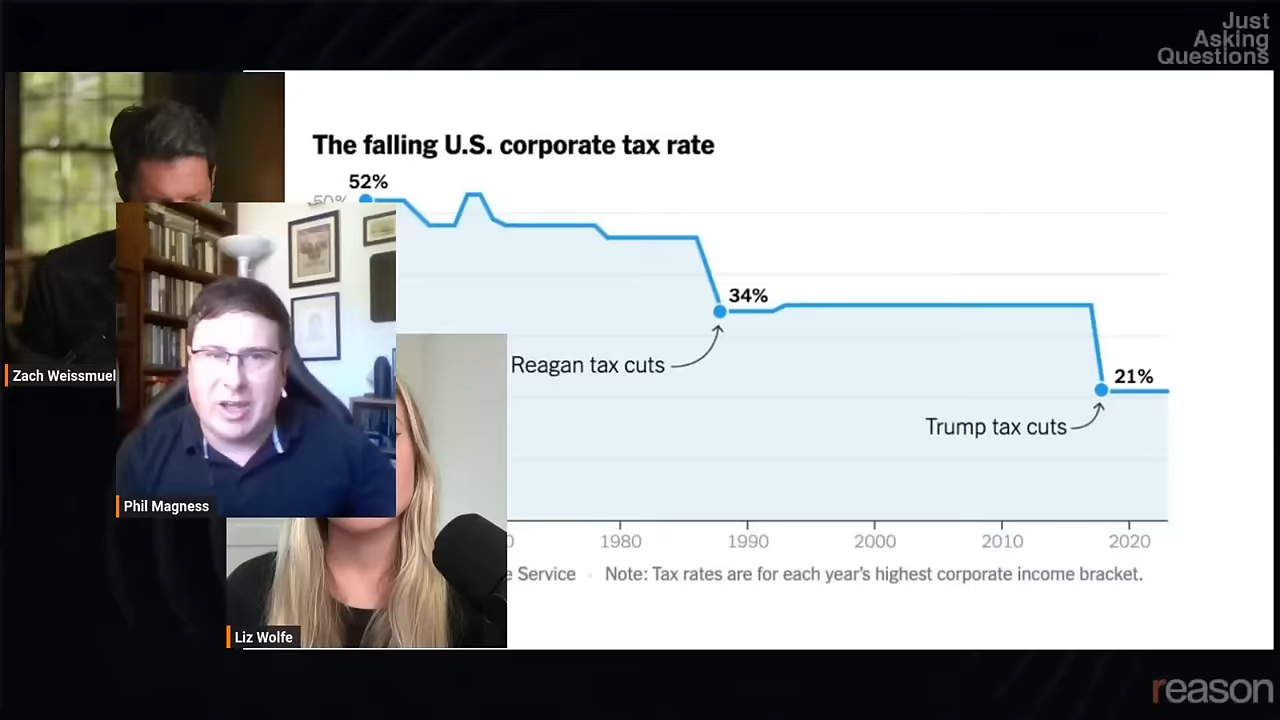 Just
Asking
Questions
The falling U.S. corporate tax rate
52%
50%
34%
Reagan tax cuts
21%
Trump tax cuts
Zach Weissmuel
Phil Magness
Liz Wolfe
0 1980 1990 2000 2010 2020
e Service · Note: Tax rates are for each year's highest corporate income bracket.
reason